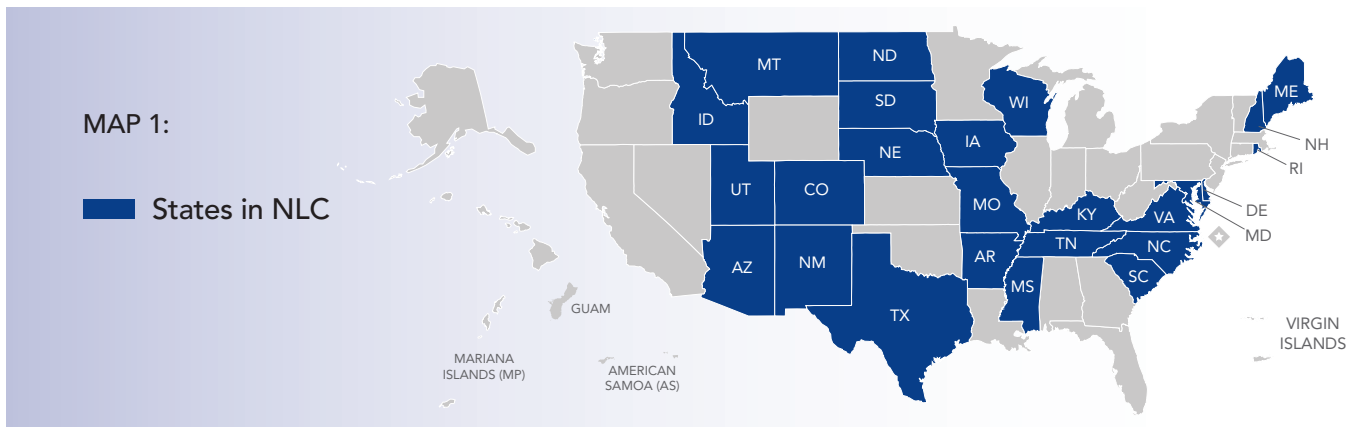 MAP 1:
States in NLC
MT
ND
ID
SD
WI
ME
NH
RI
NE
IA
UT
CO
MO
KY
VA
DE
MD
TN
NC
AZ
NM
AR
SC
MS
TX
GUAM
MARIANA
ISLANDS (MP)
AMERICAN
SAMOA (AS)
VIRGIN
ISLANDS